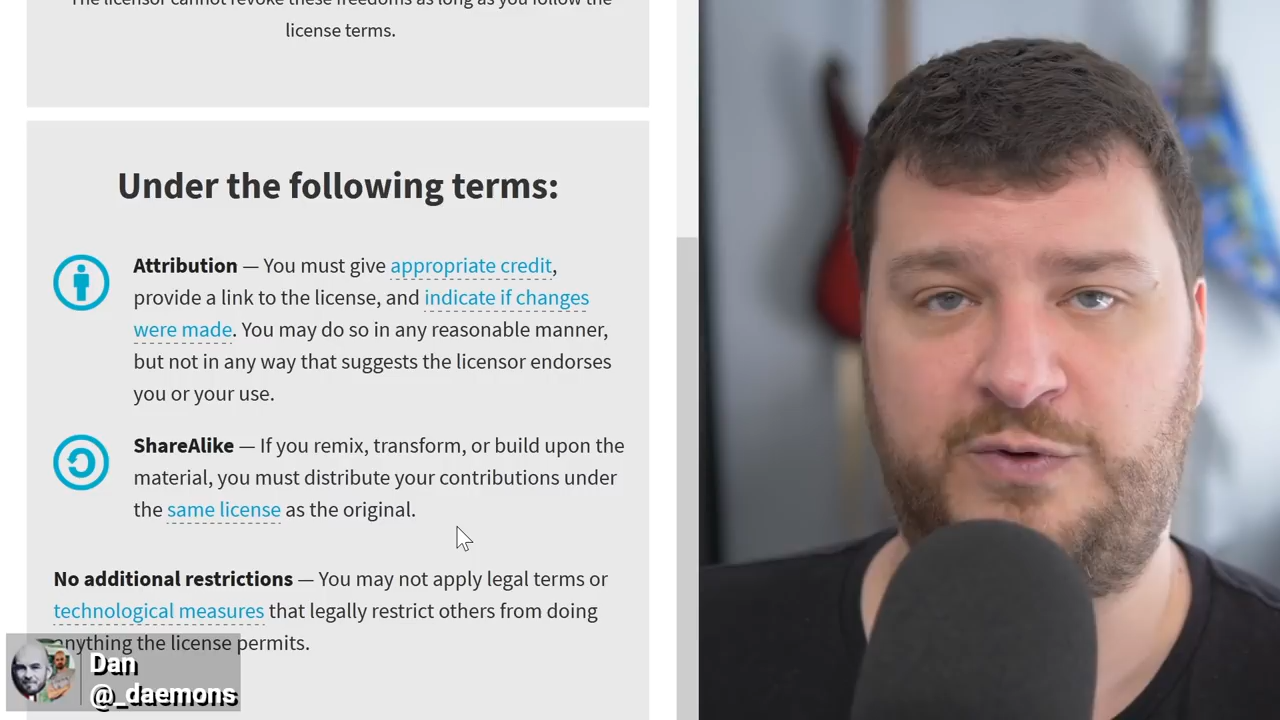 The licensor cannot revoke these freedoms as long as you follow the
license terms.
Under the following terms:
Attribution — You must give appropriate credit,
provide a link to the license, and indicate if changes
were made. You may do so in any reasonable manner,
but not in any way that suggests the licensor endorses
you or your use.
ShareAlike — If you remix, transform, or build upon the
material, you must distribute your contributions under
the same license as the original.
No additional restrictions — You may not apply legal terms or
technological measures that legally restrict others from doing
anything the license permits.
Dan
@_daemons